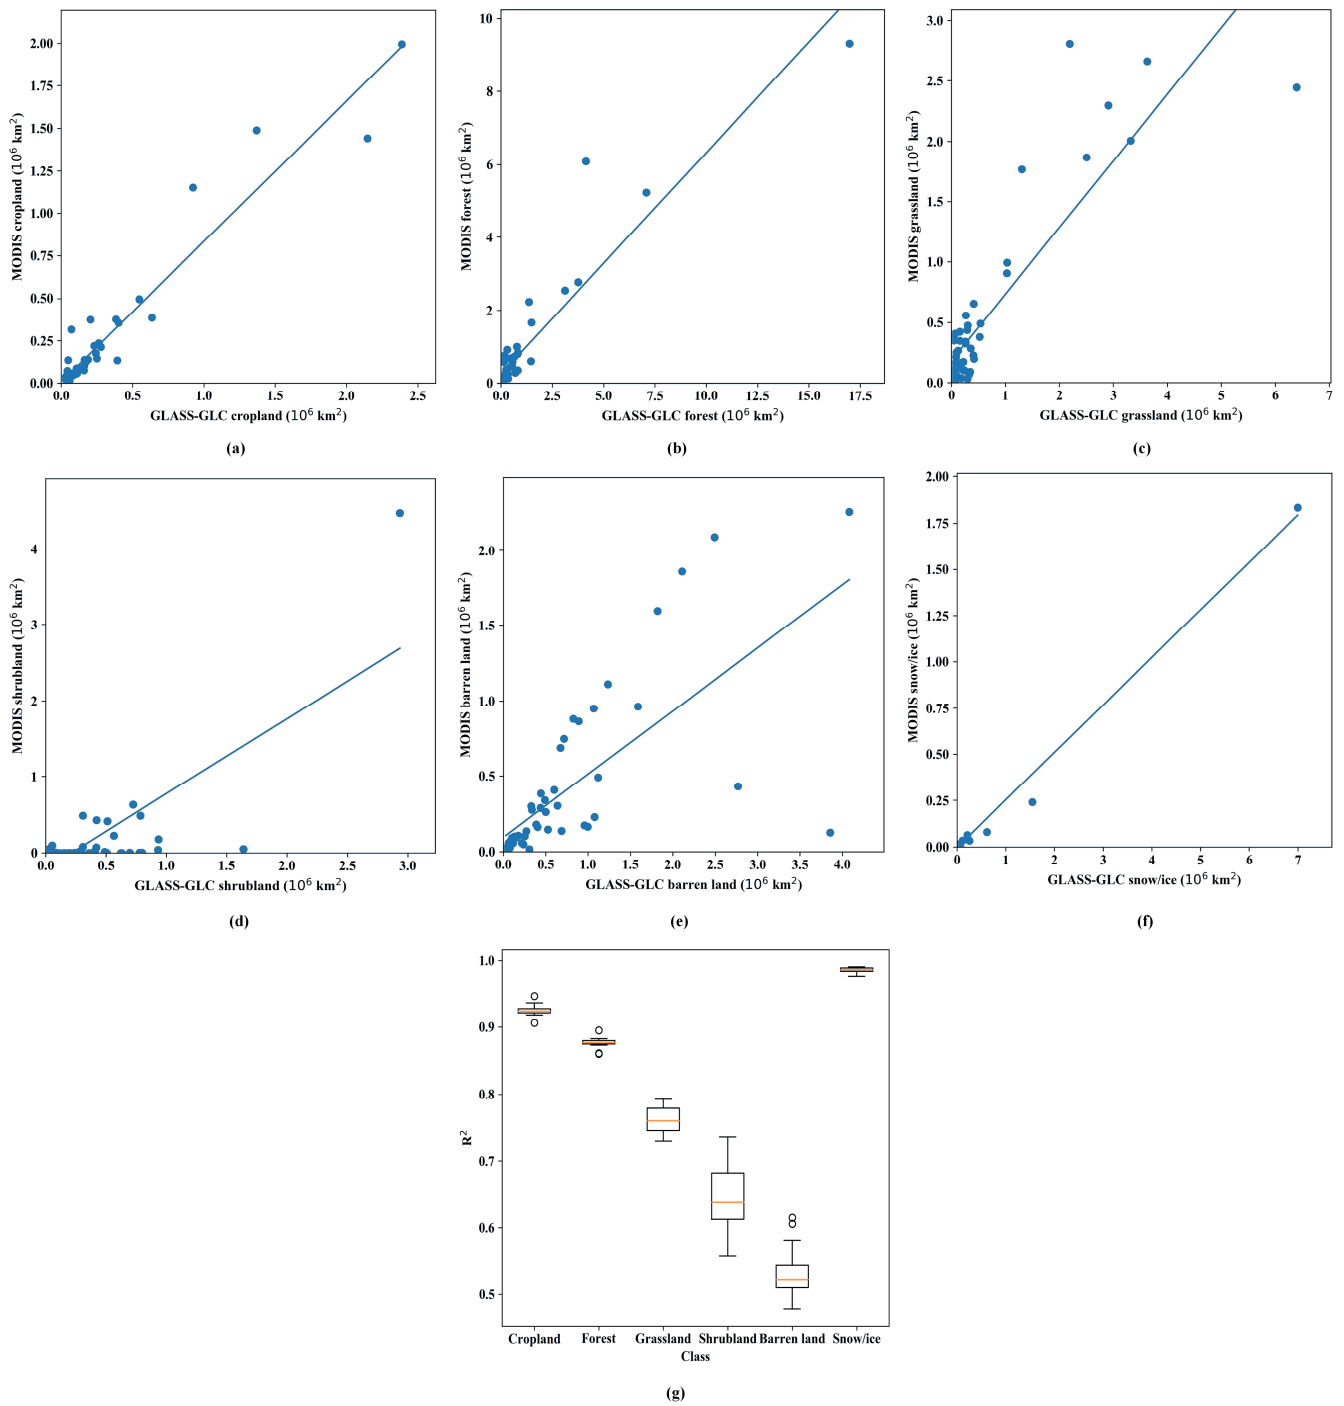 2.00
1.75
1.50
1.25
1.00
0.75
0.50
0.25
0.00
MODIS cropland (10⁶ km²)
0.0 0.5 1.0 1.5 2.0 2.5
GLASS-GLC cropland (10⁶ km²)
(a)
10
8
6
4
2
0
MODIS forest (10⁶ km²)
0 2.5 5.0 7.5 10.0 12.5 15.0 17.5
GLASS-GLC forest (10⁶ km²)
(b)
3.0
2.5
2.0
1.5
1.0
0.5
0.0
MODIS grassland (10⁶ km²)
0 1 2 3 4 5 6 7
GLASS-GLC grassland (10⁶ km²)
(c)
4
3
2
1
0
MODIS shrubland (10⁶ km²)
0.0 0.5 1.0 1.5 2.0 2.5 3.0
GLASS-GLC shrubland (10⁶ km²)
(d)
2.0
1.5
1.0
0.5
0.0
MODIS barren land (10⁶ km²)
0.0 0.5 1.0 1.5 2.0 2.5 3.0 3.5 4.0
GLASS-GLC barren land (10⁶ km²)
(e)
2.00
1.75
1.50
1.25
1.00
0.75
0.50
0.25
0.00
MODIS snow/ice (10⁶ km²)
0 1 2 3 4 5 6 7
GLASS-GLC snow/ice (10⁶ km²)
(f)
1.0
0.9
0.8
0.7
0.6
0.5
R²
Cropland Forest Grassland Shrubland Barren land Snow/ice
Class
(g)